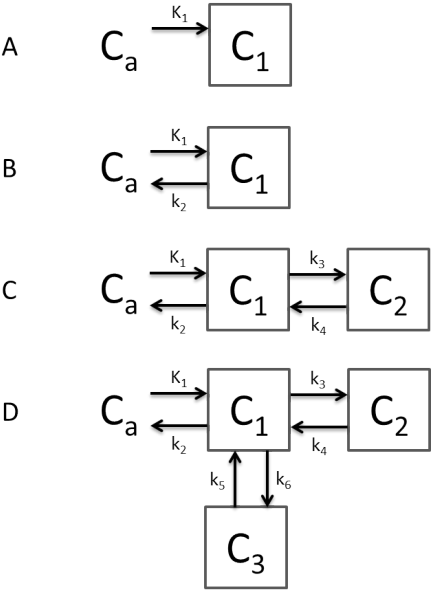 A Cₐ K₁ C₁
B Cₐ K₁ k₂ C₁
C Cₐ K₁ k₂ C₁ k₃ k₄ C₂
D Cₐ K₁ k₂ C₁ k₃ k₄ C₂
k₅ k₆
C₃